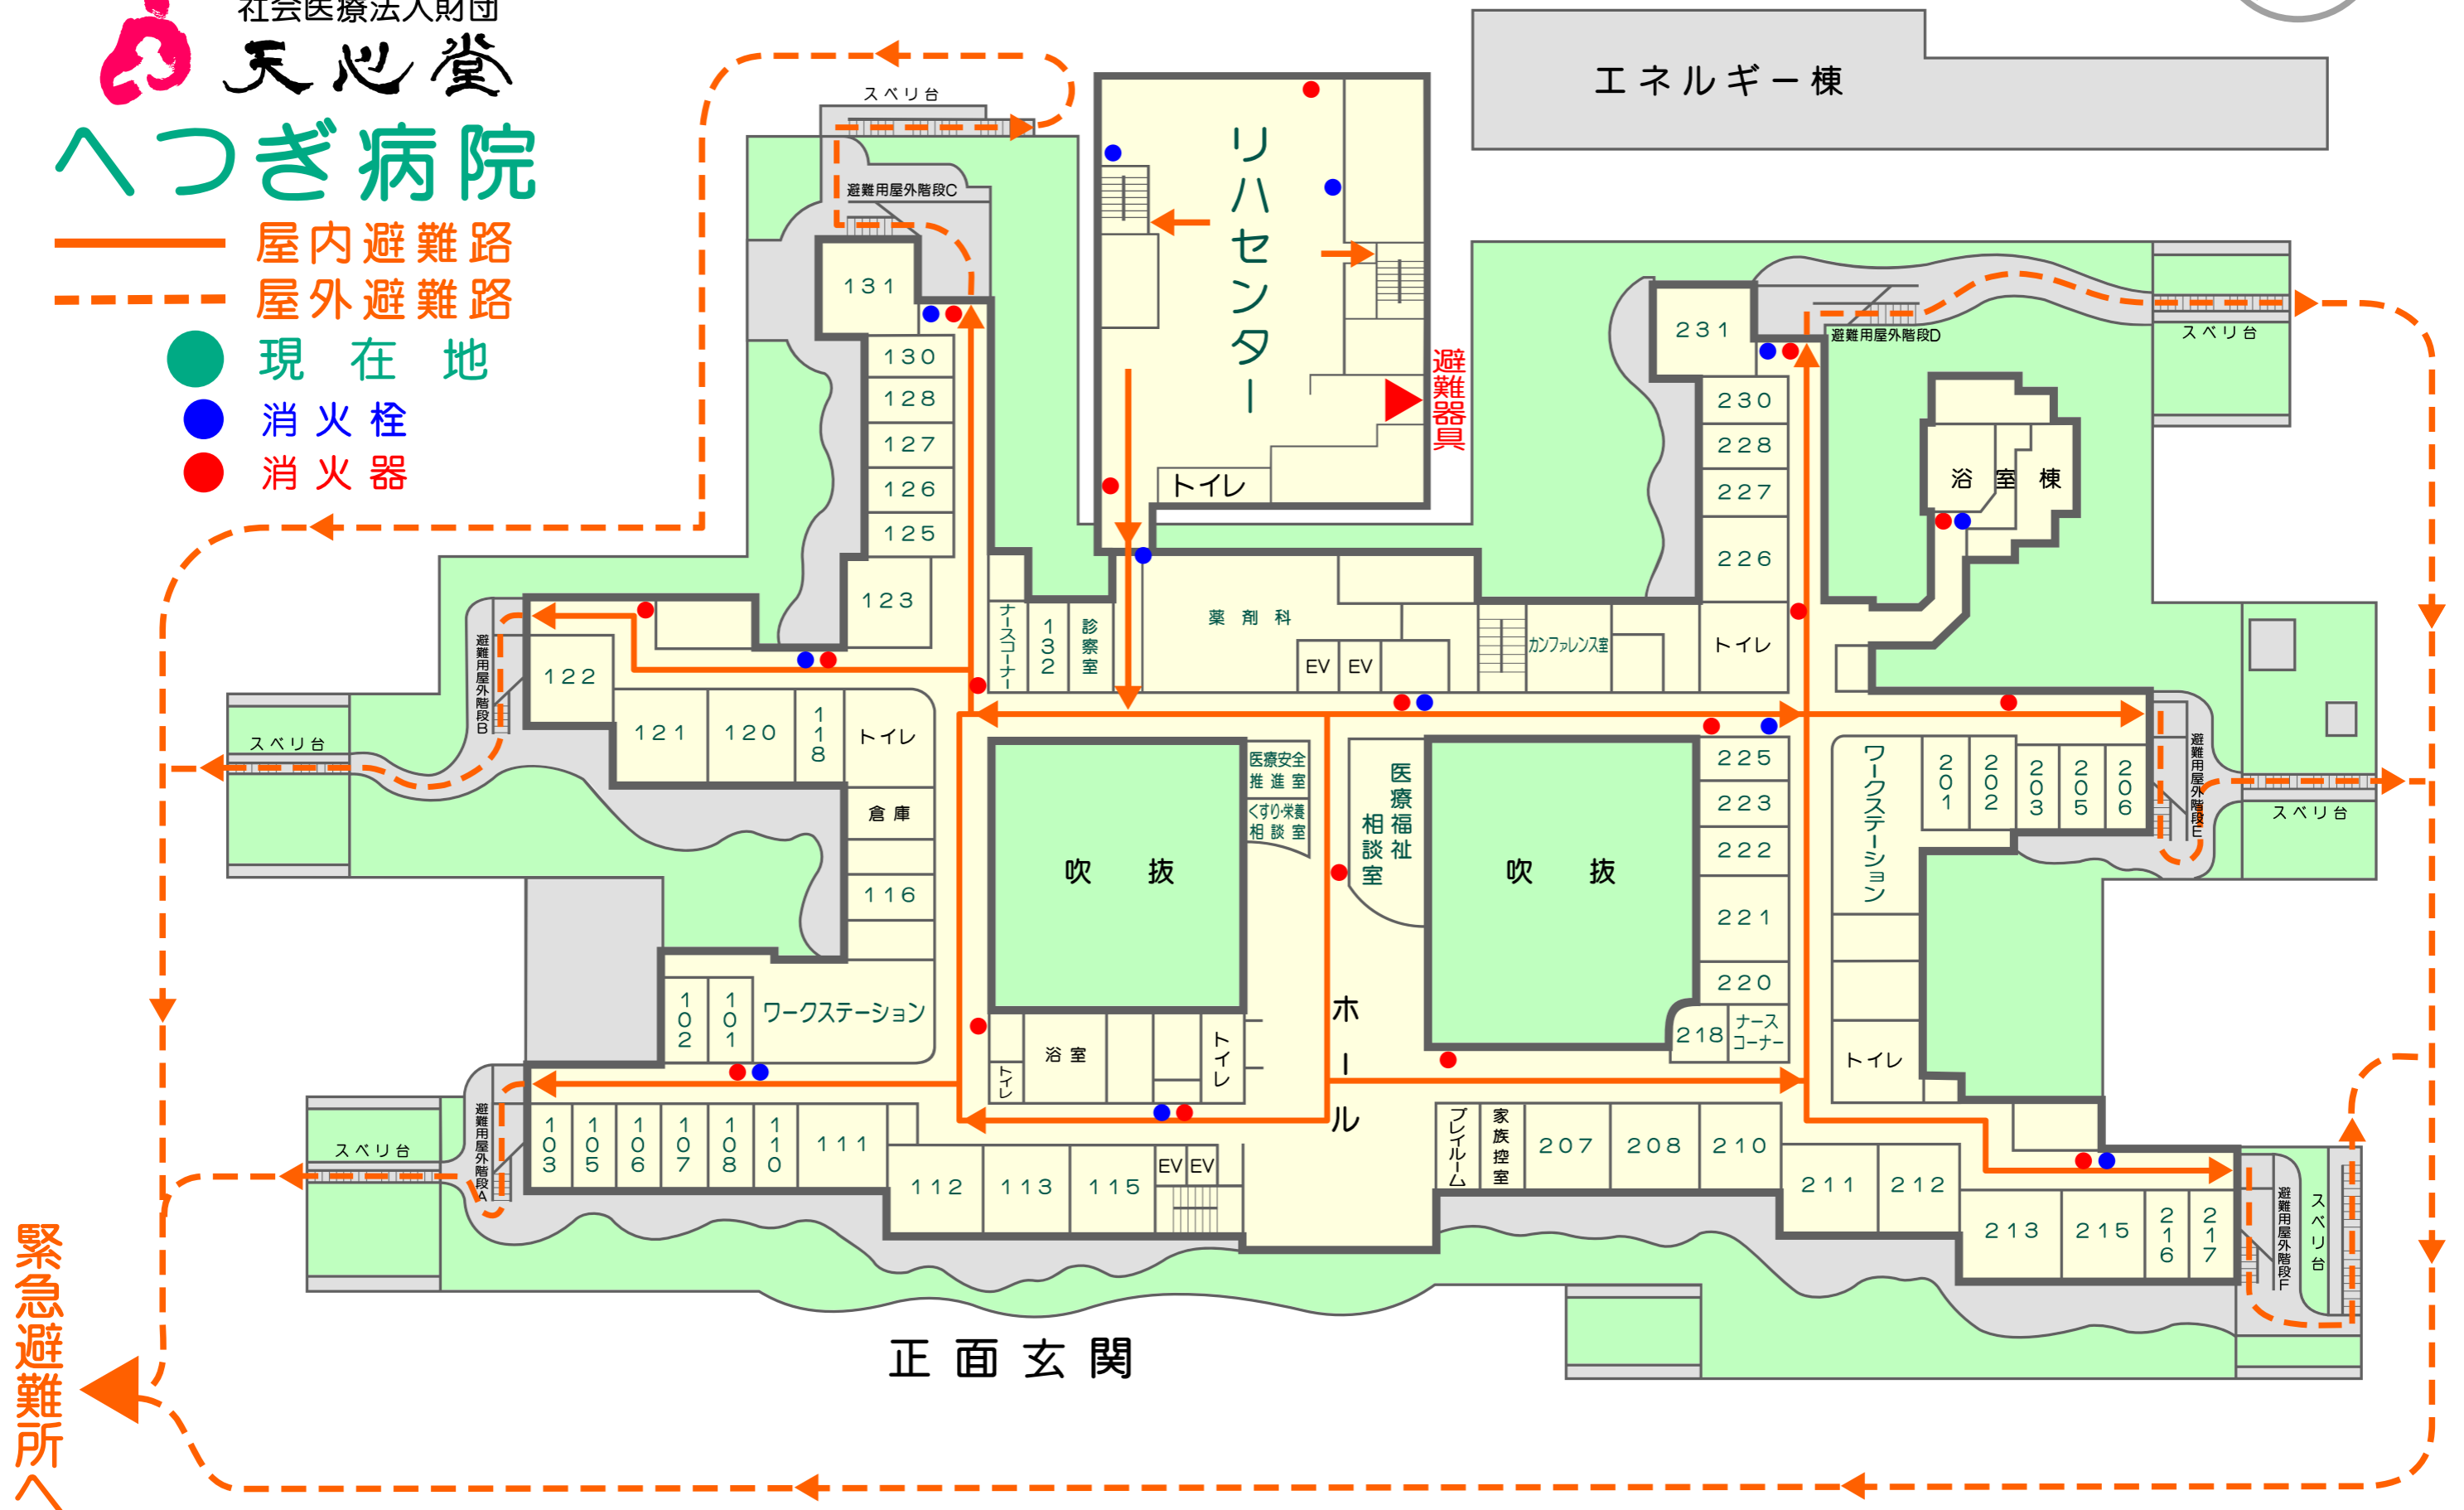 社会医療法人財団
天心堂
へつぎ病院
屋内避難路
屋外避難路
現在地
消火栓
消火器
エネルギー棟
スベリ台
避難用屋外階段C
リハセンター
避難器具
トイレ
131
130
128
127
126
125
123
231
避難用屋外階段D
スベリ台
230
228
227
226
トイレ
浴室棟
ナースコーナー
132
診察室
薬剤科
EV
EV
カンファレンス室
避難用屋外階段B
122
121
120
118
トイレ
スベリ台
倉庫
116
102
101
ワークステーション
吹抜
医療安全
推進室
くすり・栄養
相談室
医療福祉
相談室
吹抜
225
223
222
221
220
218
ナース
コーナー
ワークステーション
201
202
203
205
206
避難用屋外階段E
スベリ台
トイレ
ホール
浴室
トイレ
トイレ
スベリ台
避難用屋外階段A
103
105
106
107
108
110
111
112
113
115
EV
EV
プレイルーム
家族控室
207
208
210
211
212
213
215
216
217
避難用屋外階段F
スベリ台
正面玄関
緊急避難所へ